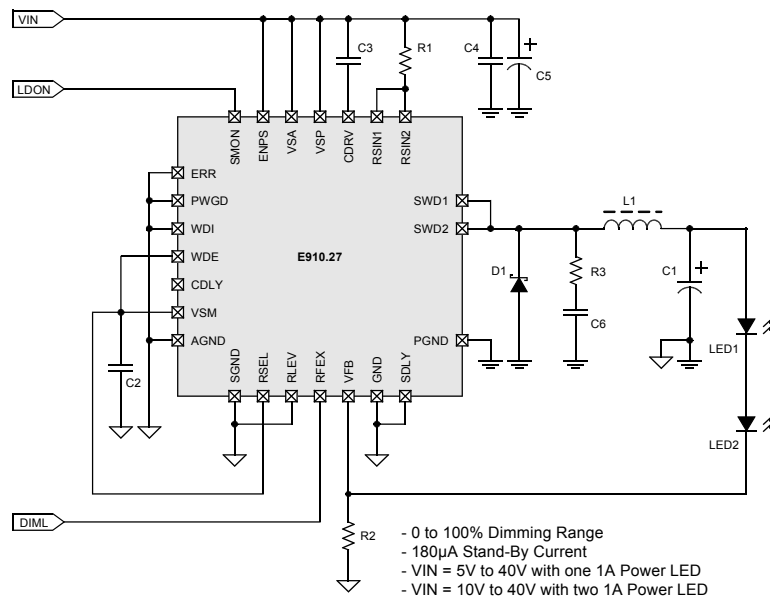 VIN
LDON
C3
R1
C4
C5
SMON
ENPS
VSA
VSP
CDRV
RSIN1
RSIN2
ERR
PWGD
WDI
WDE
CDLY
VSM
AGND
E910.27
SWD1
SWD2
PGND
L1
D1
R3
C6
C1
LED1
LED2
C2
SGND
RSEL
RLEV
RFEX
VFB
GND
SDLY
DIML
R2
- 0 to 100% Dimming Range
- 180µA Stand-By Current
- VIN = 5V to 40V with one 1A Power LED
- VIN = 10V to 40V with two 1A Power LED